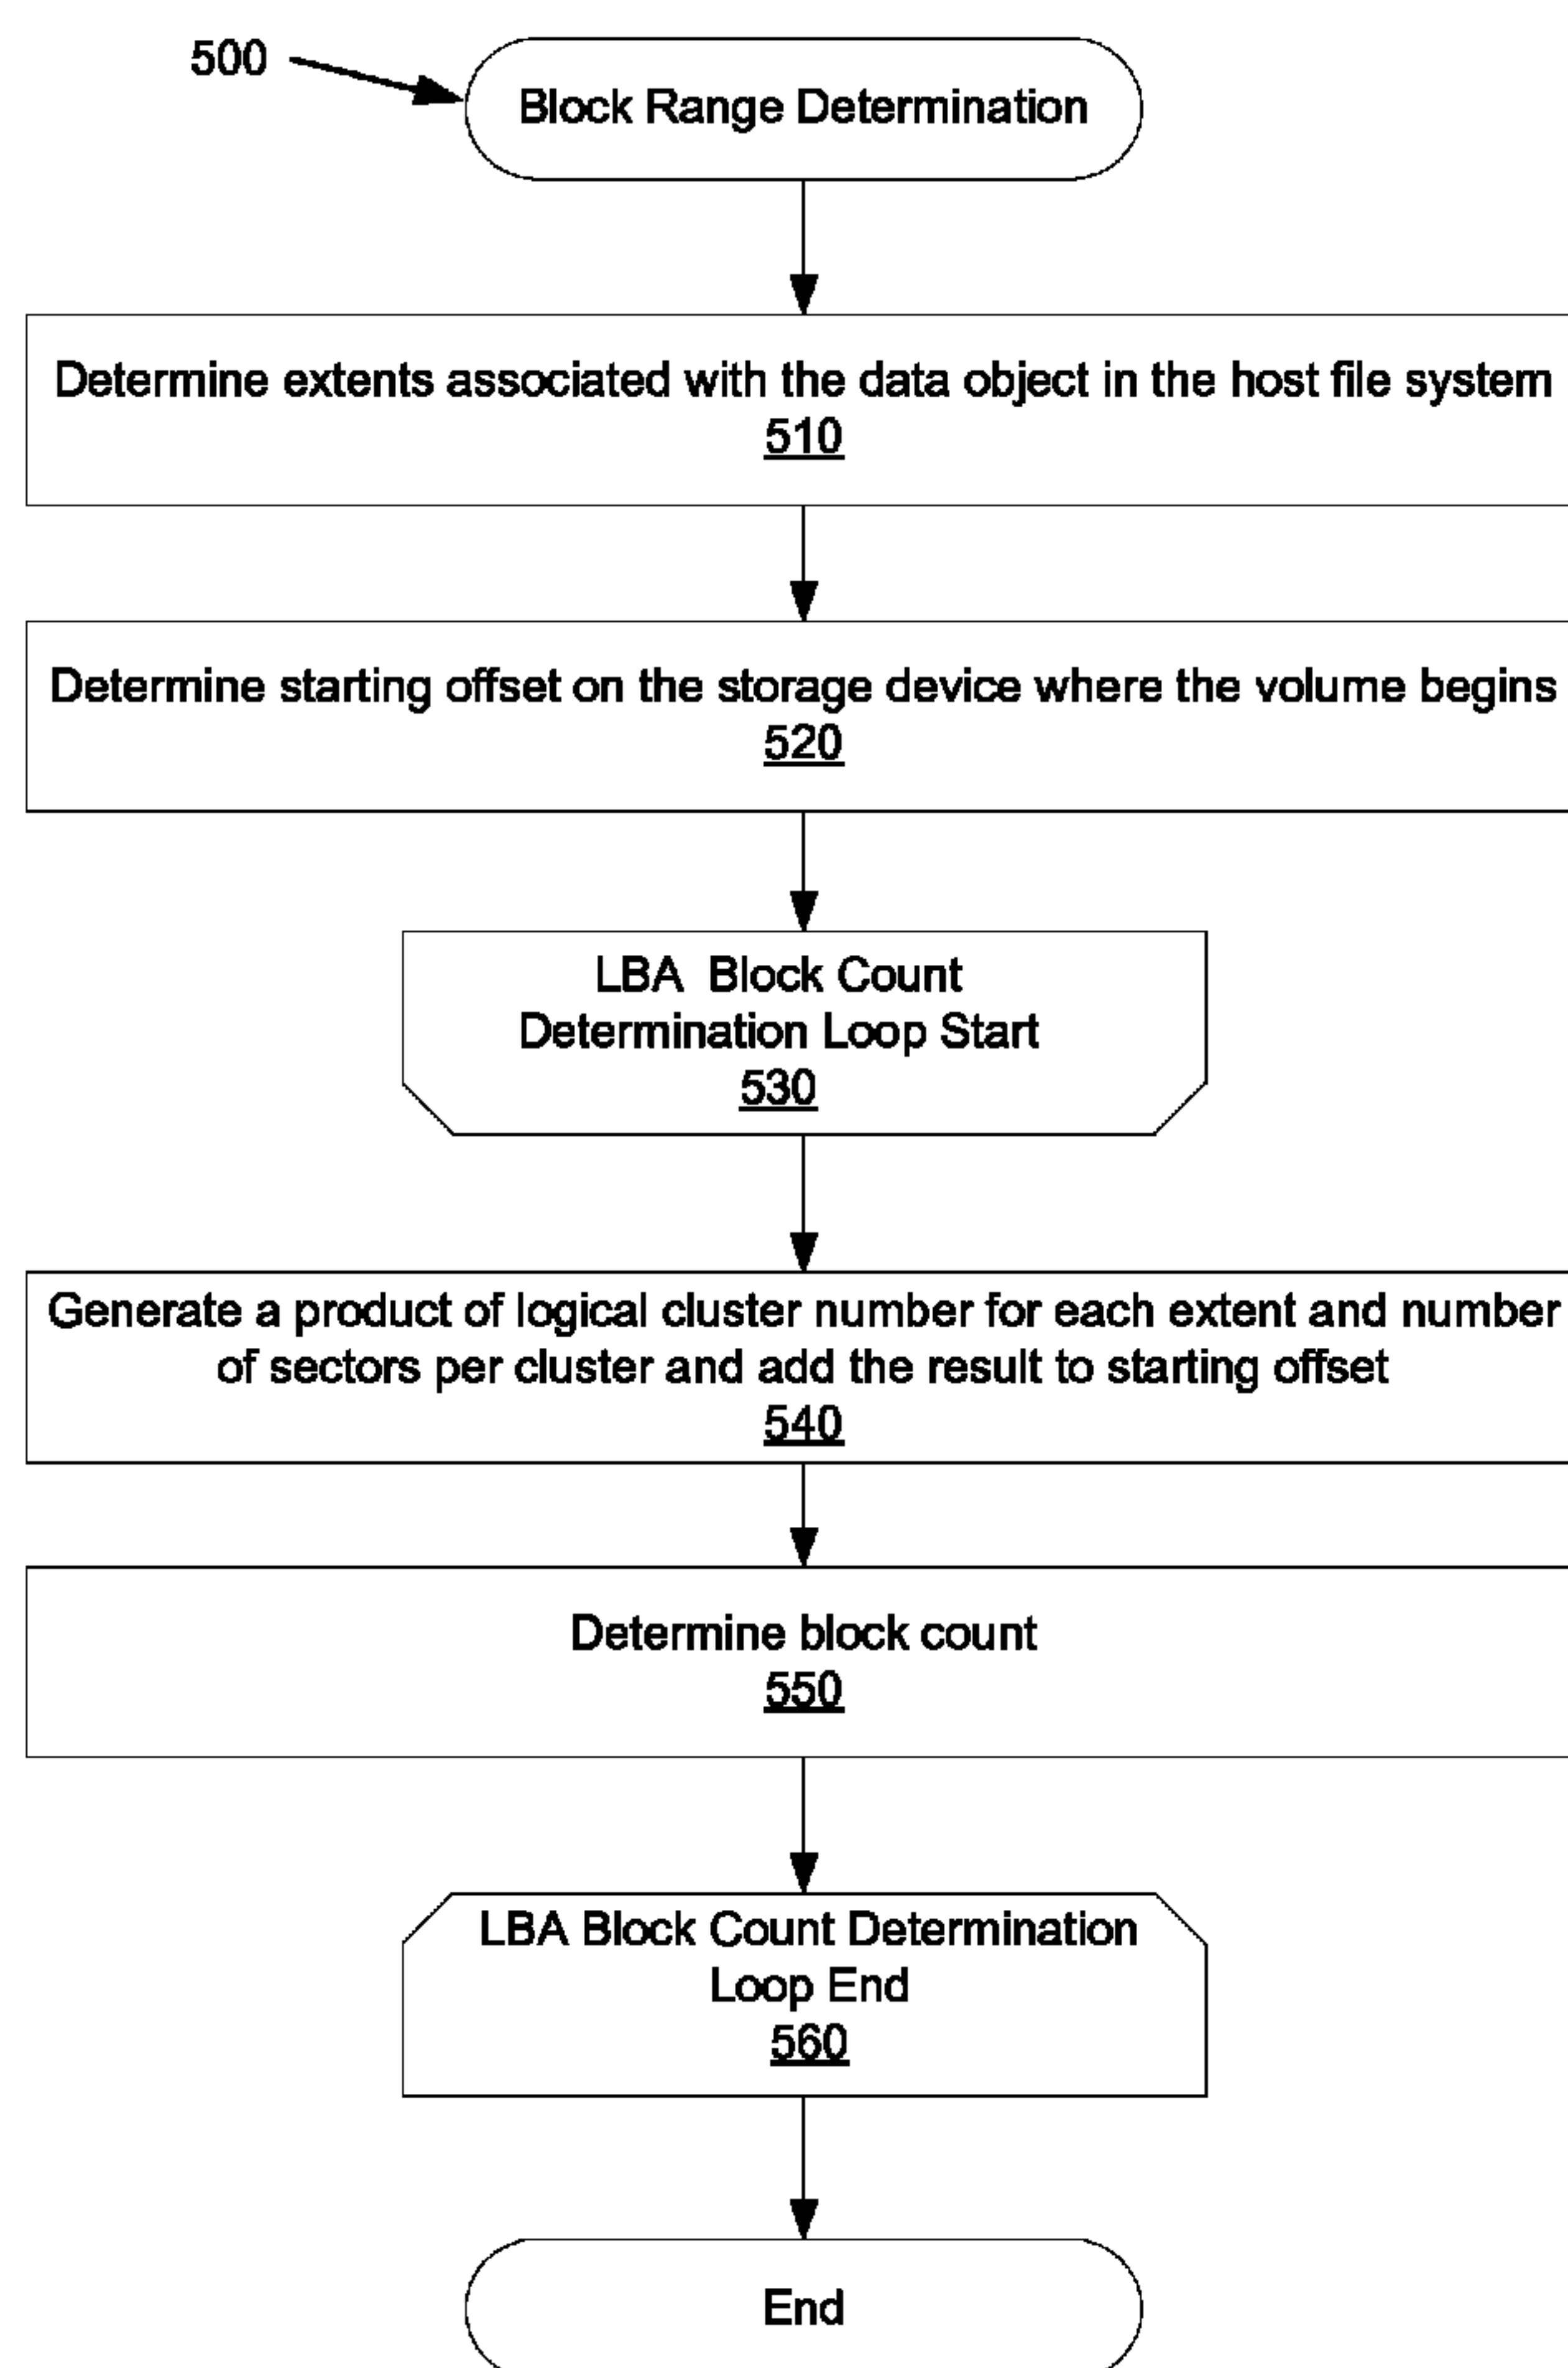 500
Block Range Determination
Determine extents associated with the data object in the host file system
510
Determine starting offset on the storage device where the volume begins
520
LBA Block Count
Determination Loop Start
530
Generate a product of logical cluster number for each extent and number
of sectors per cluster and add the result to starting offset
540
Determine block count
550
LBA Block Count Determination
Loop End
560
End